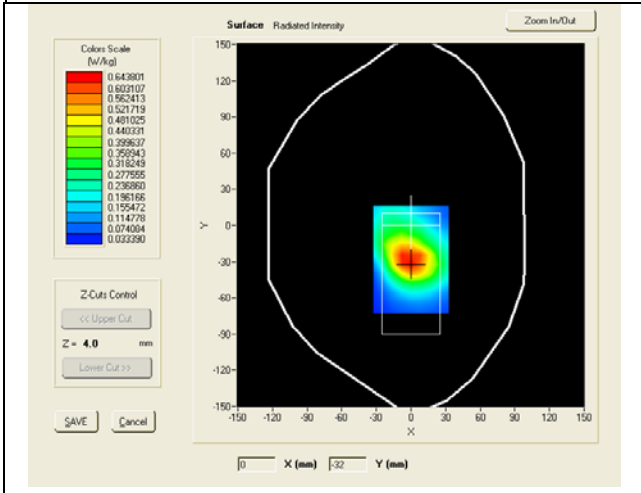 Surface Radiated Intensity
Zoom In/Out
Colors Scale
(W/kg)
0.643801
0.603107
0.562413
0.521719
0.481025
0.440331
0.399637
0.358943
0.318249
0.277555
0.236860
0.196166
0.155472
0.114778
0.074084
0.033390
Z-Cuts Control
<< Upper Cut
Z = 4.0 mm
Lower Cut >>
SAVE Cancel
150
120
90
60
30
0
-30
-60
-90
-120
-150
Y
-150 -120 -90 -60 -30 0 30 60 90 120 150
X
0 X (mm) -32 Y (mm)